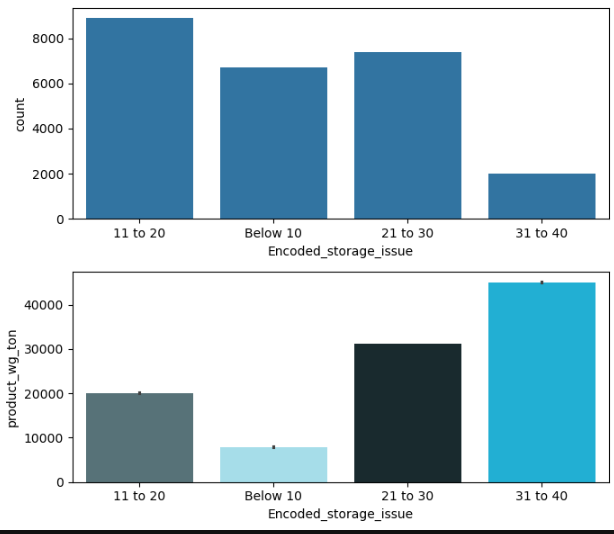 8000
6000
4000
2000
0
count
11 to 20 Below 10 21 to 30 31 to 40
Encoded_storage_issue
40000
30000
20000
10000
0
product_wg_ton
11 to 20 Below 10 21 to 30 31 to 40
Encoded_storage_issue